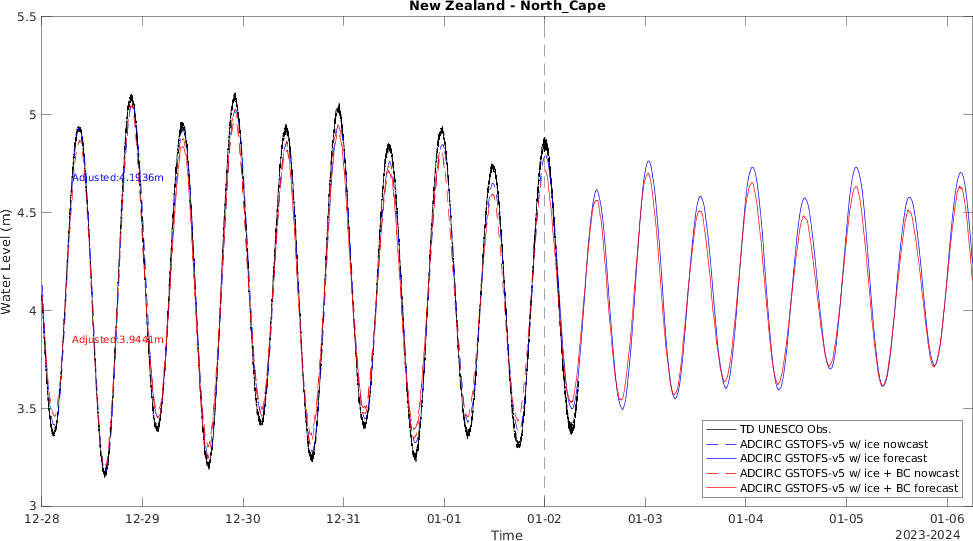 New Zealand - North_Cape
5.5
5
4.5
4
3.5
3
Water Level (m)
Adjusted:4.1936m
Adjusted:3.9441m
TD UNESCO Obs.
ADCIRC GSTOFS-v5 w/ ice nowcast
ADCIRC GSTOFS-v5 w/ ice forecast
ADCIRC GSTOFS-v5 w/ ice + BC nowcast
ADCIRC GSTOFS-v5 w/ ice + BC forecast
12-28 12-29 12-30 12-31 01-01 01-02 01-03 01-04 01-05 01-06
Time
2023-2024